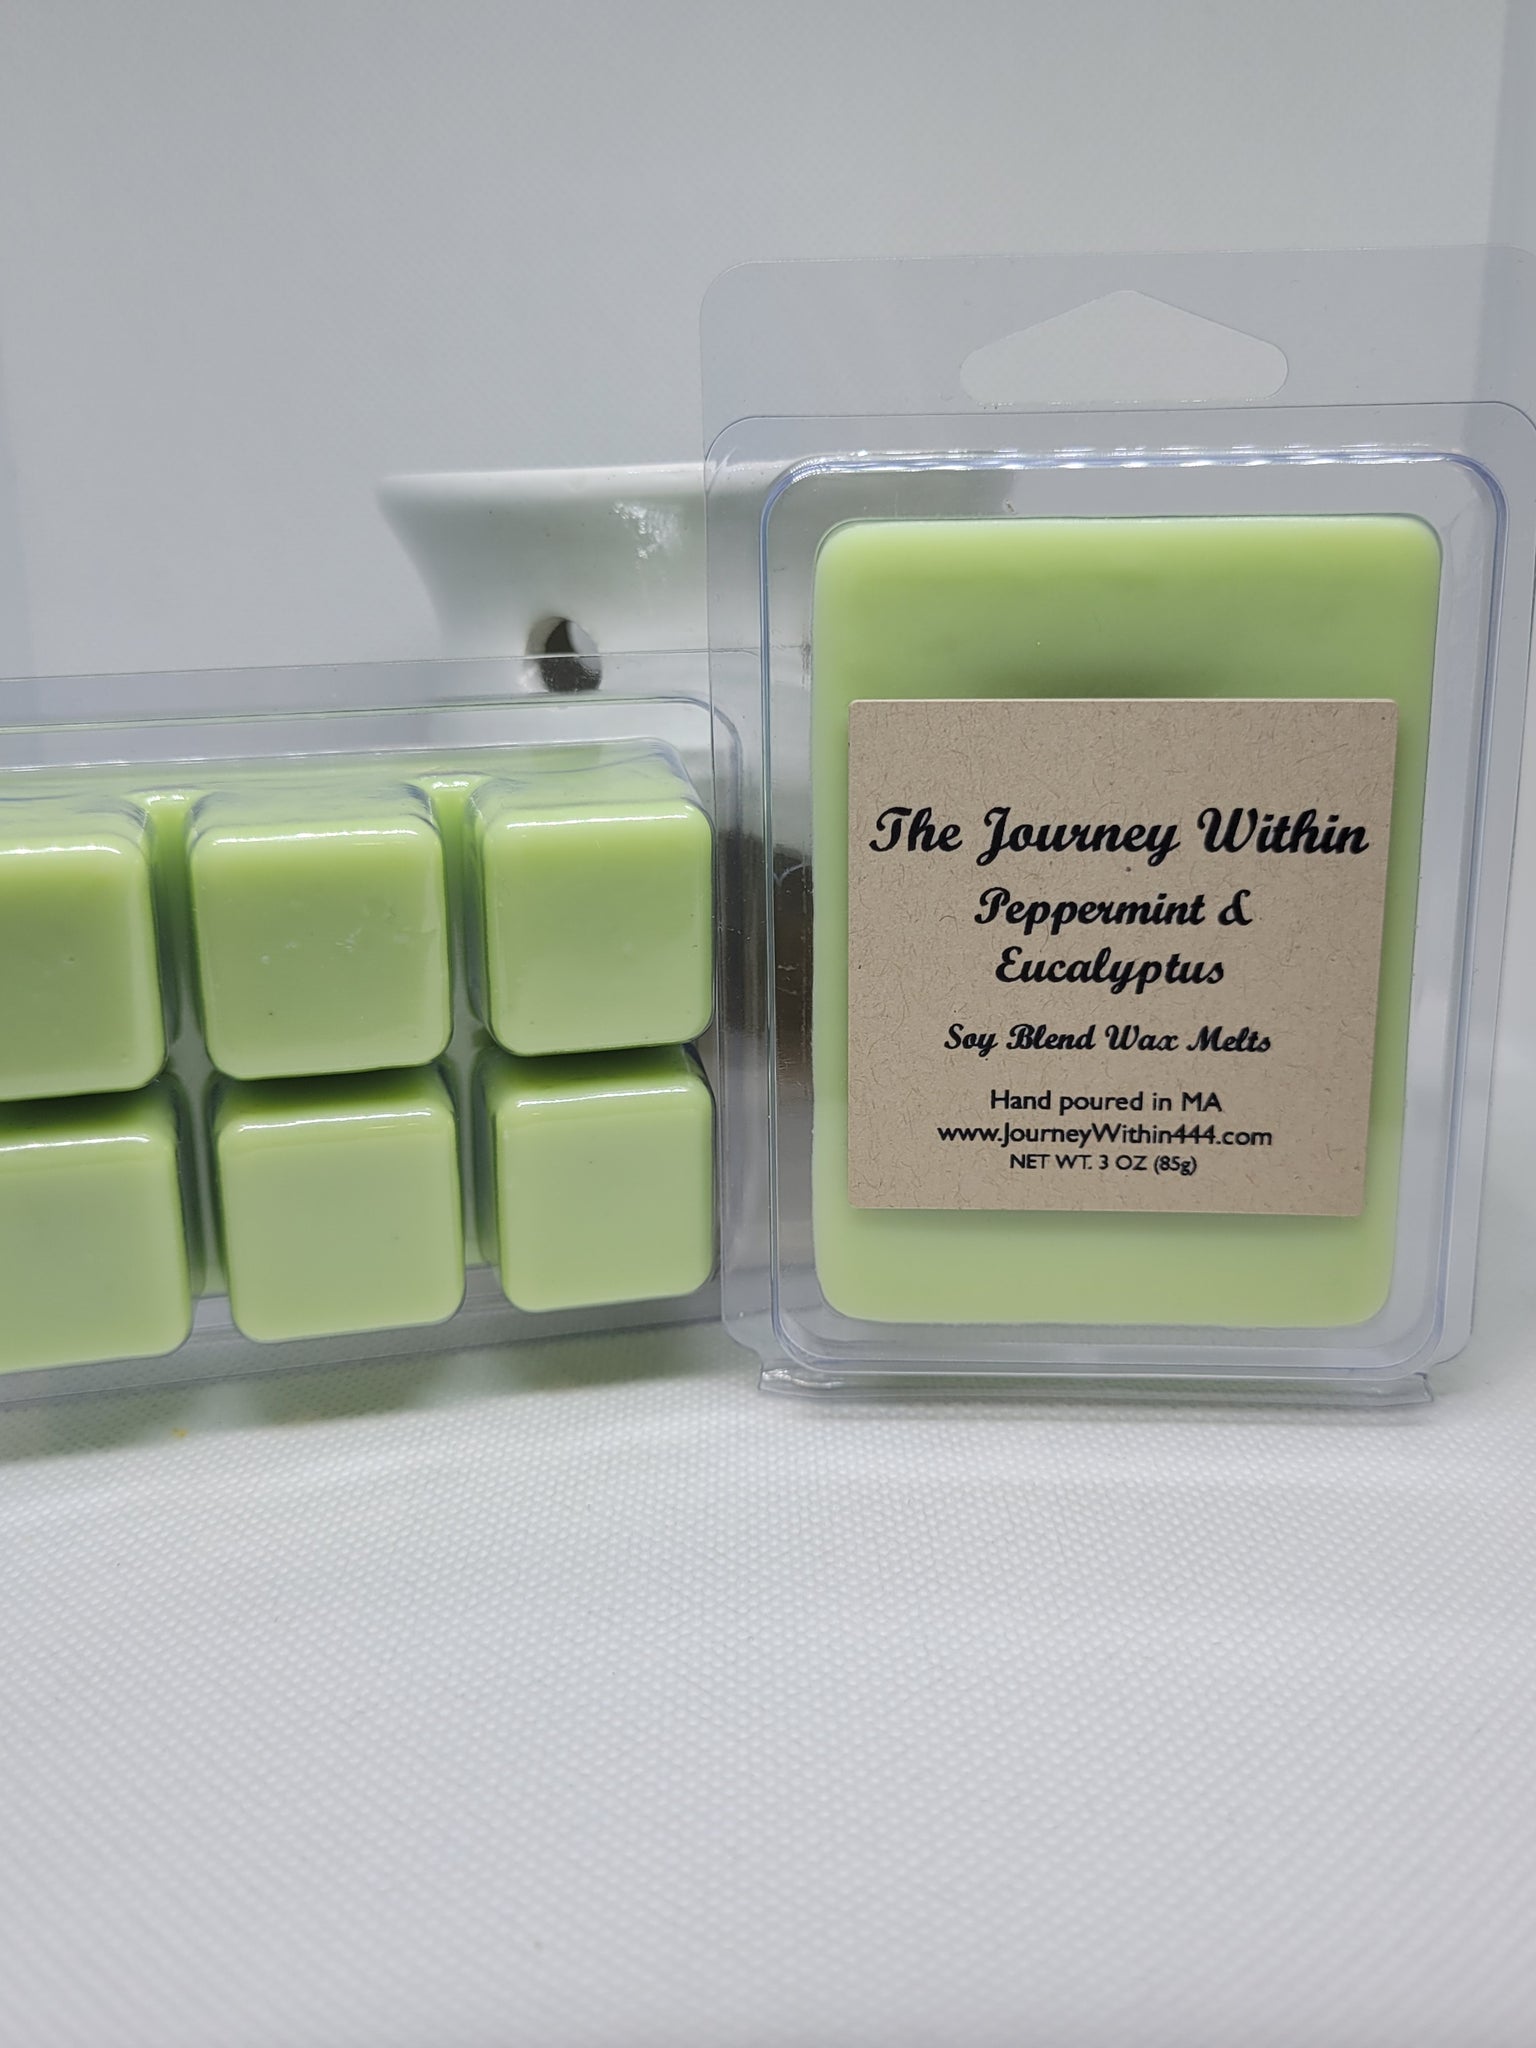 The Journey Within
Peppermint &
Eucalyptus
Soy Blend Wax Melts
Hand poured in MA
www.JourneyWithin444.com
NET WT. 3 OZ (85g)